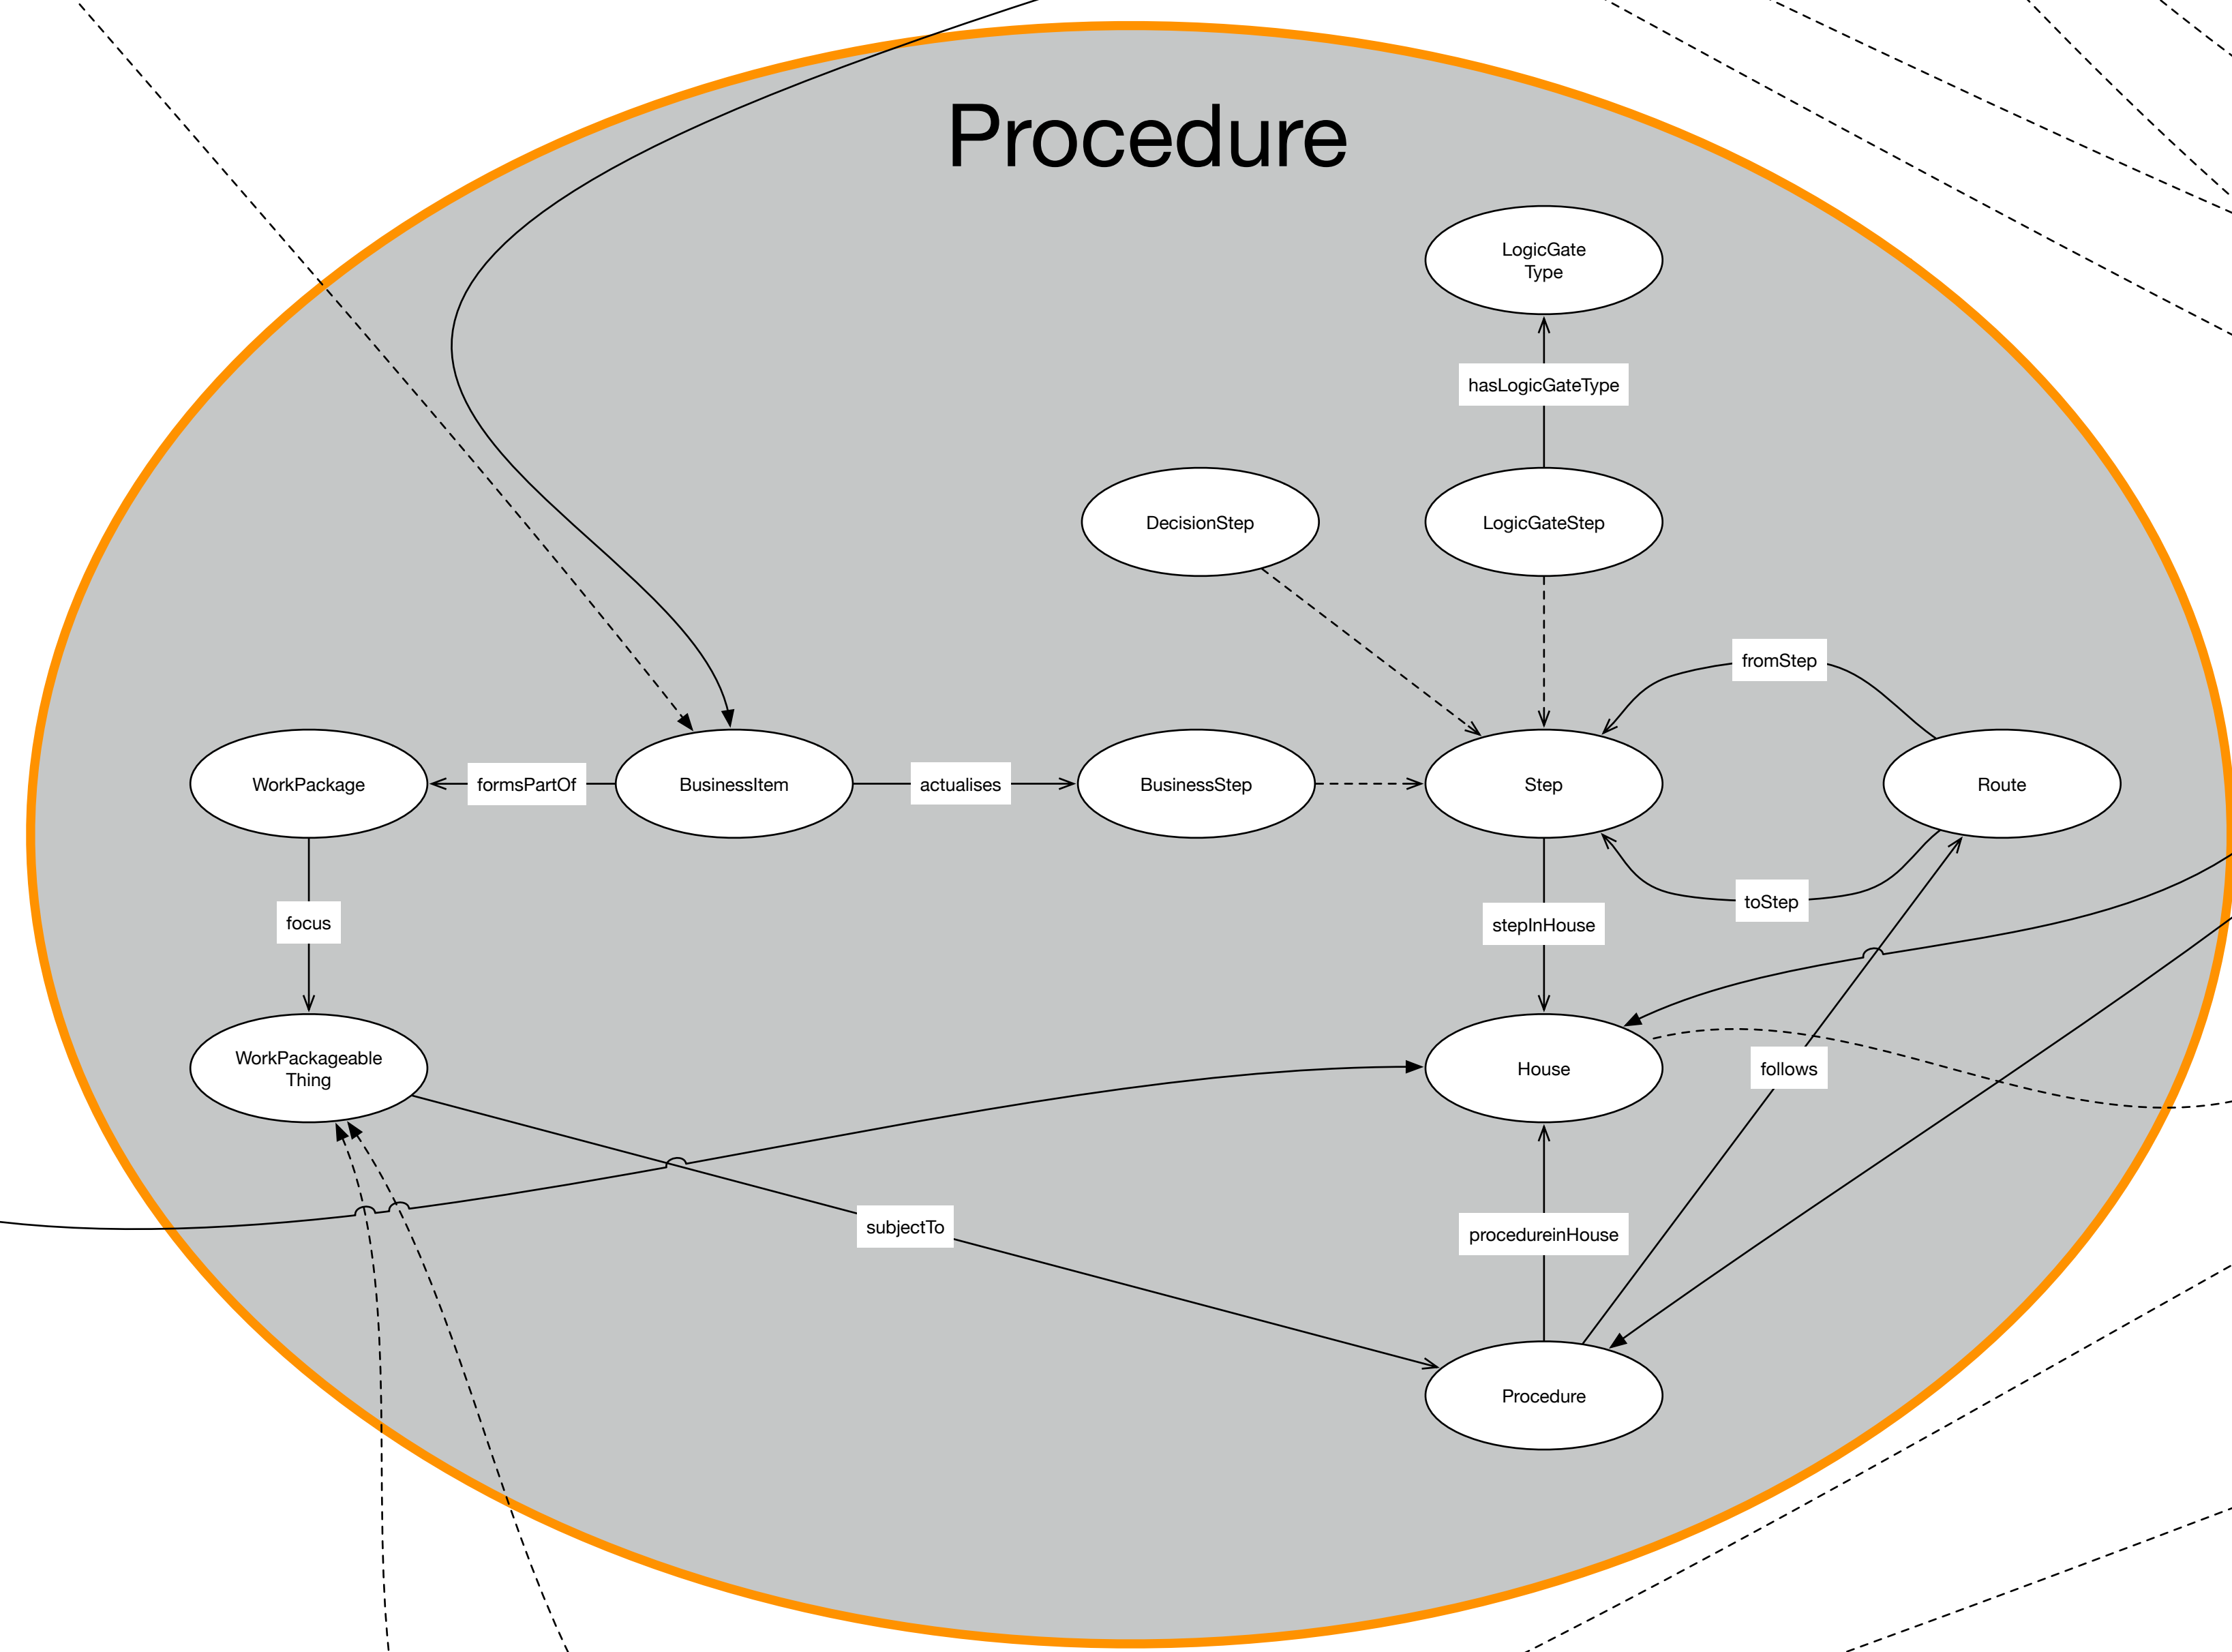 Procedure
LogicGate
Type
hasLogicGateType
DecisionStep
LogicGateStep
fromStep
WorkPackage
formsPartOf
BusinessItem
actualises
BusinessStep
Step
Route
toStep
focus
stepInHouse
WorkPackageable
Thing
House
follows
subjectTo
procedureinHouse
Procedure